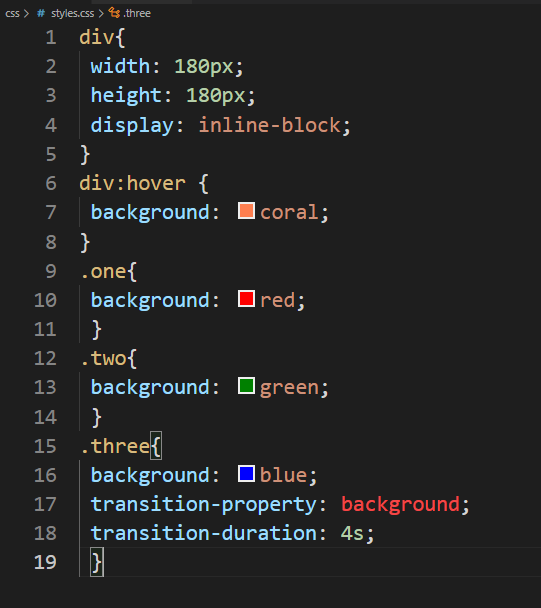 css > # styles.css > .three
1 div{
2 width: 180px;
3 height: 180px;
4 display: inline-block;
5 }
6 div:hover {
7 background: coral;
8 }
9 .one{
10 background: red;
11 }
12 .two{
13 background: green;
14 }
15 .three{
16 background: blue;
17 transition-property: background;
18 transition-duration: 4s;
19 }